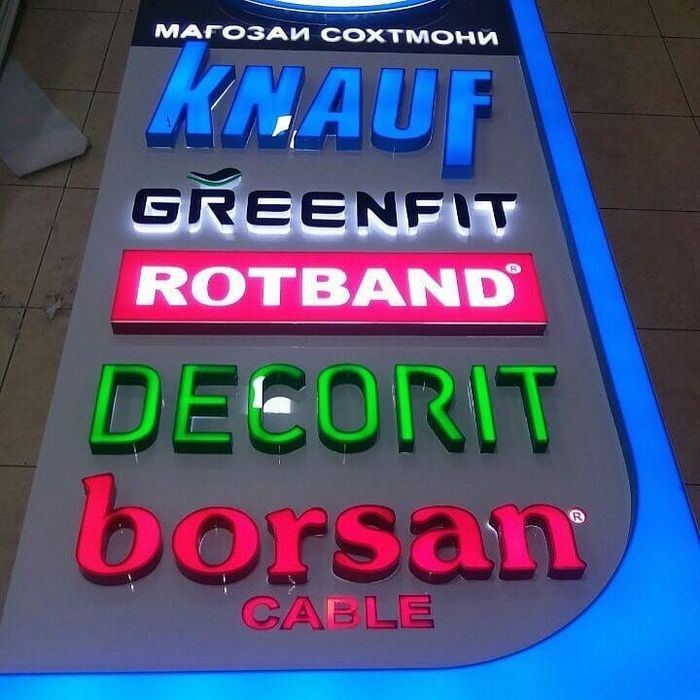 МАГОЗАИ СОХТМОНИ
KNAUF
GREENFIT
ROTBAND®
DECORIT
borsan®
CABLE